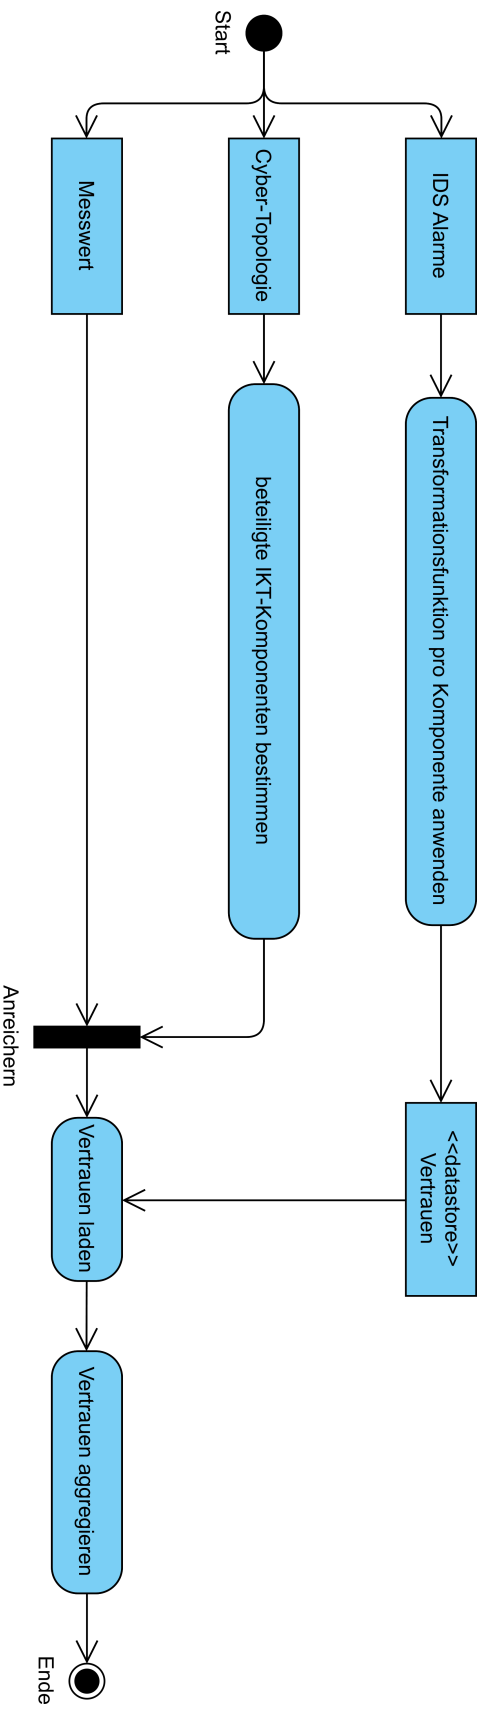 Start
IDS Alarme
Transformationsfunktion pro Komponente anwenden
<<datastore>>
Vertrauen
Cyber-Topologie
beteiligte IKT-Komponenten bestimmen
Messwert
Anreichern
Vertrauen laden
Vertrauen aggregieren
Ende